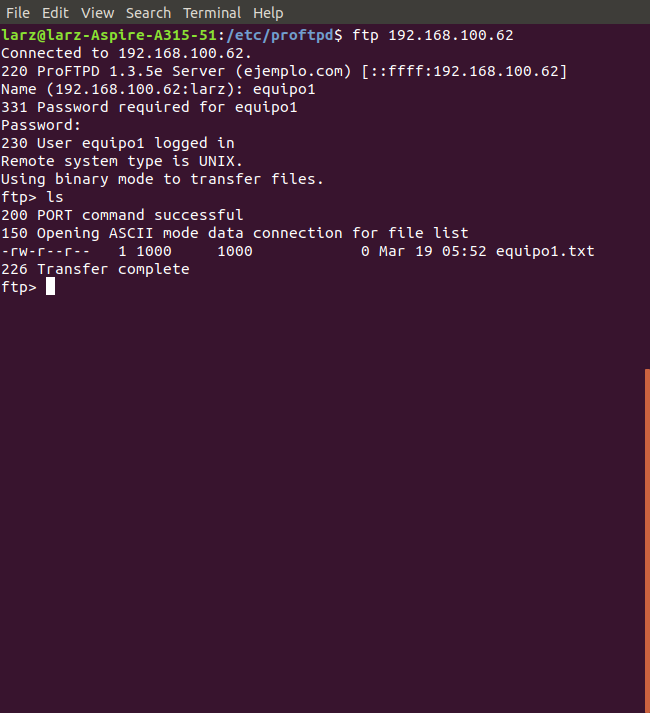 File Edit View Search Terminal Help
larz@larz-Aspire-A315-51:/etc/proftpd$ ftp 192.168.100.62
Connected to 192.168.100.62.
220 ProFTPD 1.3.5e Server (ejemplo.com) [::ffff:192.168.100.62]
Name (192.168.100.62:larz): equipo1
331 Password required for equipo1
Password:
230 User equipo1 logged in
Remote system type is UNIX.
Using binary mode to transfer files.
ftp> ls
200 PORT command successful
150 Opening ASCII mode data connection for file list
-rw-r--r--   1 1000     1000            0 Mar 19 05:52 equipo1.txt
226 Transfer complete
ftp>